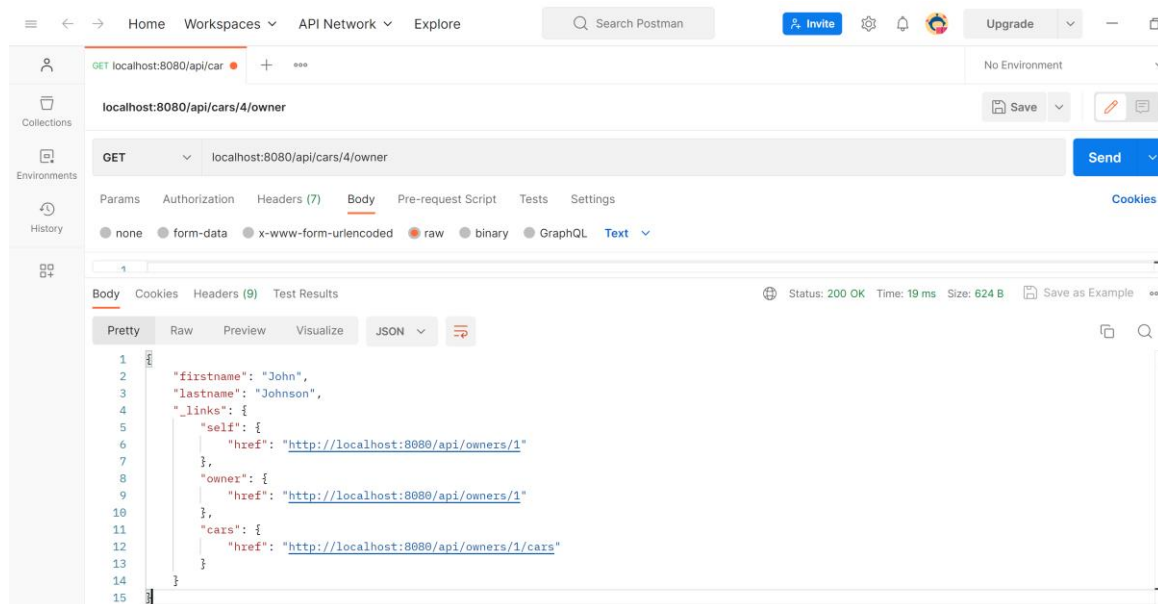 Home Workspaces API Network Explore Search Postman Invite Upgrade
GET localhost:8080/api/car No Environment
localhost:8080/api/cars/4/owner Save
Collections
GET localhost:8080/api/cars/4/owner Send
Environments
Params Authorization Headers (7) Body Pre-request Script Tests Settings Cookies
History
none form-data x-www-form-urlencoded raw binary GraphQL Text
1
Body Cookies Headers (9) Test Results Status: 200 OK Time: 19 ms Size: 624 B Save as Example
Pretty Raw Preview Visualize JSON
1 {
2 "firstname": "John",
3 "lastname": "Johnson",
4 "_links": {
5 "self": {
6 "href": "http://localhost:8080/api/owners/1"
7 },
8 "owner": {
9 "href": "http://localhost:8080/api/owners/1"
10 },
11 "cars": {
12 "href": "http://localhost:8080/api/owners/1/cars"
13 }
14 }
15 }